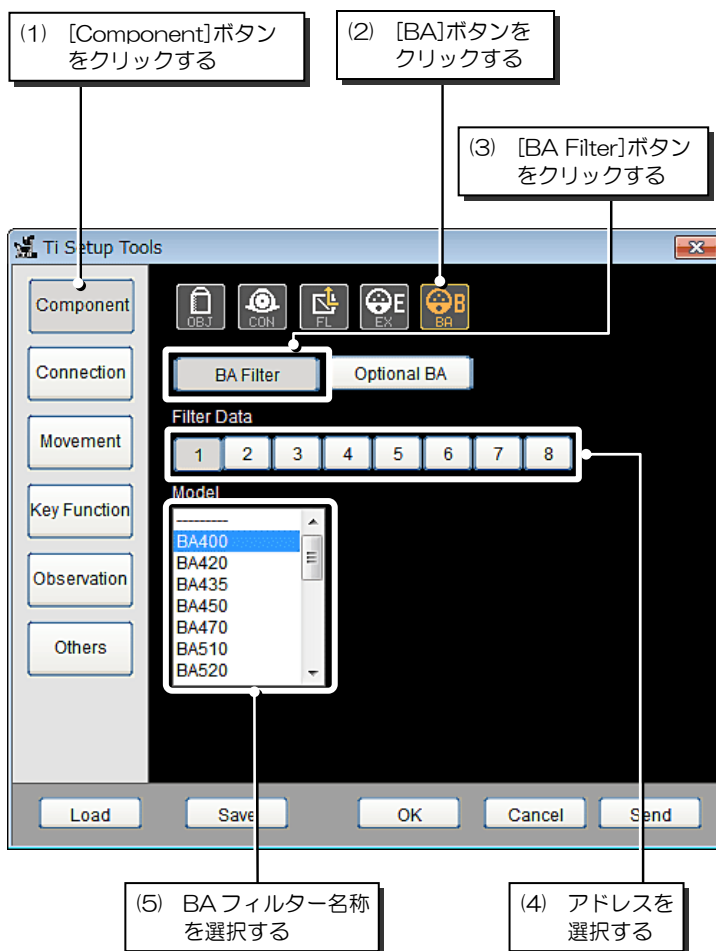 (1) [Component]ボタン
をクリックする
(2) [BA]ボタンを
クリックする
(3) [BA Filter]ボタン
をクリックする
Ti Setup Tools
Component
OBJ
CON
FL
E
EX
B
BA
Connection
BA Filter
Optional BA
Filter Data
Movement
1 2 3 4 5 6 7 8
Model
Key Function
---------
BA400
BA420
BA435
BA450
BA470
BA510
BA520
Observation
Others
Load
Save
OK
Cancel
Send
(5) BAフィルター名称
を選択する
(4) アドレスを
選択する